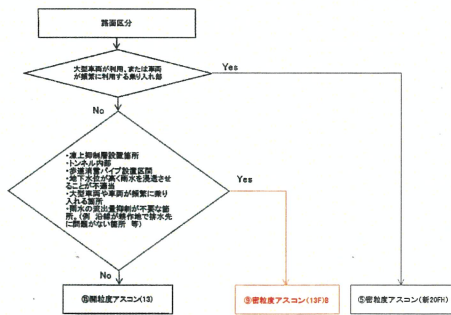 路面区分
大型車両が利用、または車両
が頻繁に利用する乗り入れ部
Yes
No
・凍上抑制層設置箇所
・トンネル内部
・歩道消雪パイプ設置区間
・地下水位が高く雨水を浸透させ
ることが不適当
・大型車両や車両が頻繁に乗り
入れる箇所
・雨水の流出量抑制が不要な箇
所。(例 沿線が耕作地で排水先
に問題がない箇所 等)
Yes
No
⑮開粒度アスコン(13)
⑨密粒度アスコン(13F)B
⑤密粒度アスコン(新20FH)